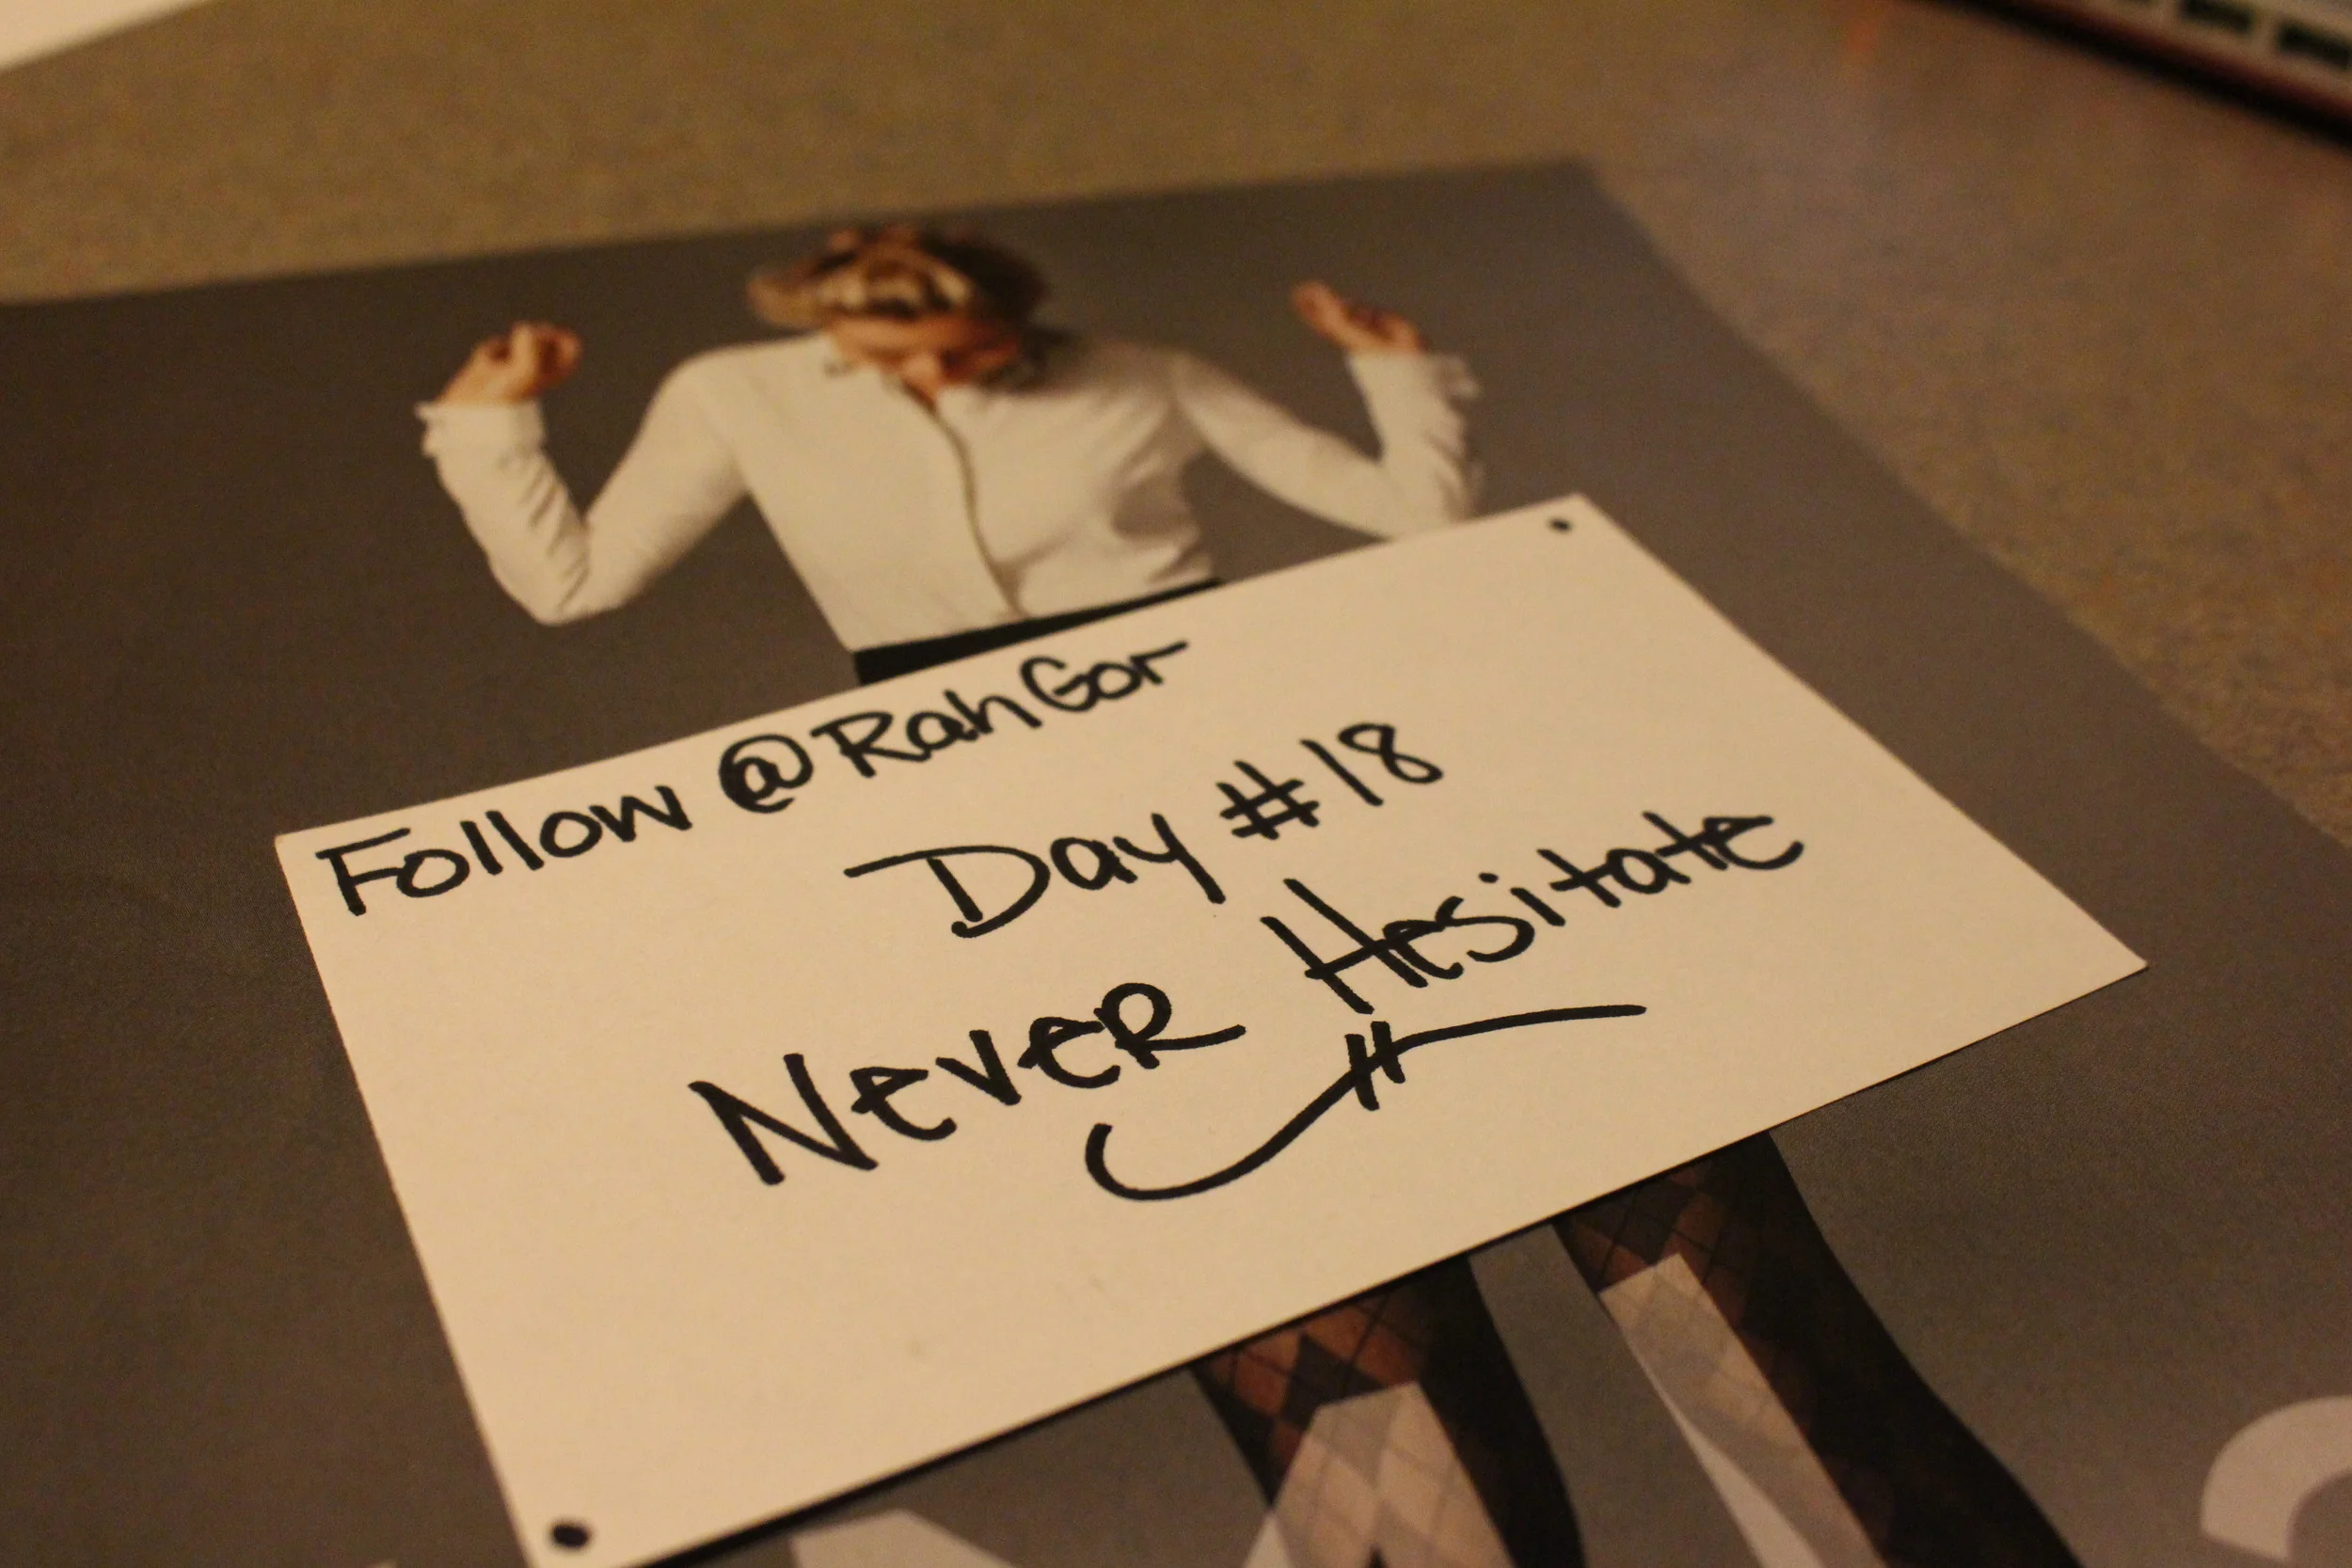 Follow @RahGor
Day #18
Never Hesitate